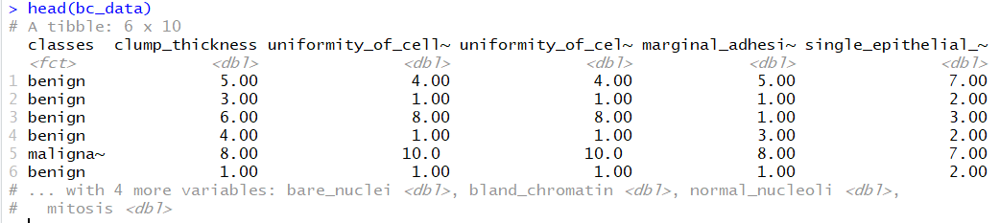 > head(bc_data)
# A tibble: 6 x 10
classes clump_thickness uniformity_of_cell~ uniformity_of_cel~ marginal_adhesi~ single_epithelial_~
<fct> <dbl> <dbl> <dbl> <dbl> <dbl>
1 benign 5.00 4.00 4.00 5.00 7.00
2 benign 3.00 1.00 1.00 1.00 2.00
3 benign 6.00 8.00 8.00 1.00 3.00
4 benign 4.00 1.00 1.00 3.00 2.00
5 maligna~ 8.00 10.0 10.0 8.00 7.00
6 benign 1.00 1.00 1.00 1.00 2.00
# ... with 4 more variables: bare_nuclei <dbl>, bland_chromatin <dbl>, normal_nucleoli <dbl>,
# mitosis <dbl>